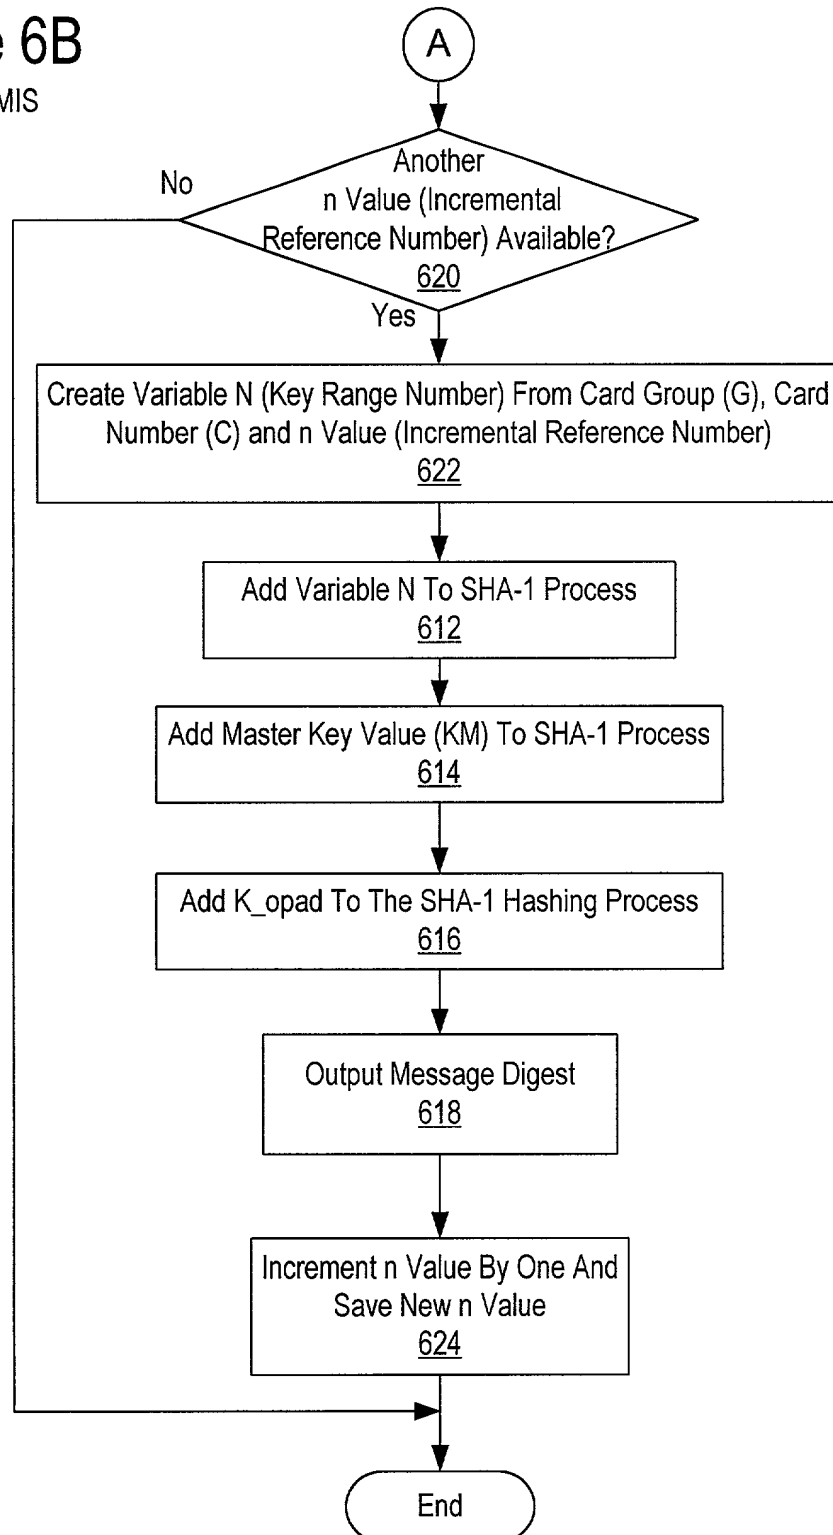 6B
MIS
A
No
Another
n Value (Incremental
Reference Number) Available?
620
Yes
Create Variable N (Key Range Number) From Card Group (G), Card
Number (C) and n Value (Incremental Reference Number)
622
Add Variable N To SHA-1 Process
612
Add Master Key Value (KM) To SHA-1 Process
614
Add K_opad To The SHA-1 Hashing Process
616
Output Message Digest
618
Increment n Value By One And
Save New n Value
624
End